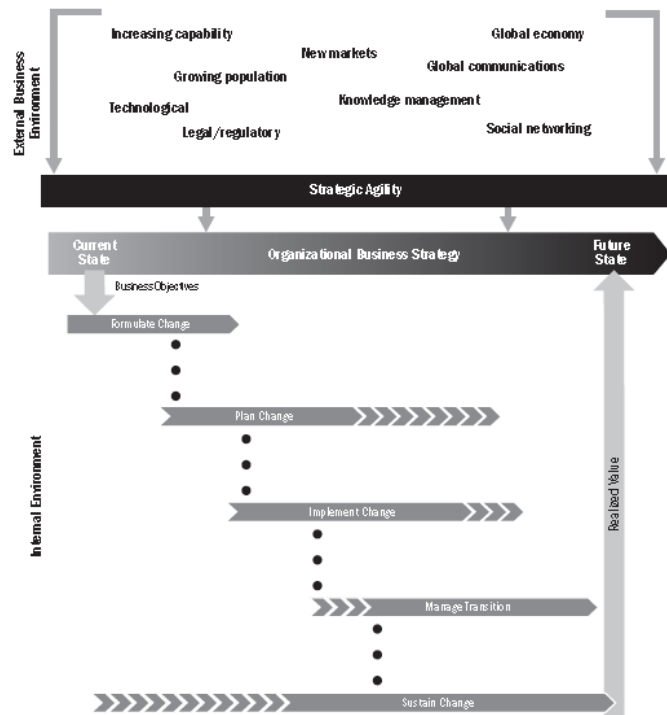 External Business
Environment
Increasing capability
Global economy
New markets
Global communications
Growing population
Knowledge management
Technological
Legal/regulatory
Social networking
Strategic Agility
Current
State
Organizational Business Strategy
Future
State
Business Objectives
Formulate Change
Plan Change
Internal Environment
Implement Change
Realized Value
Manage Transition
Sustain Change